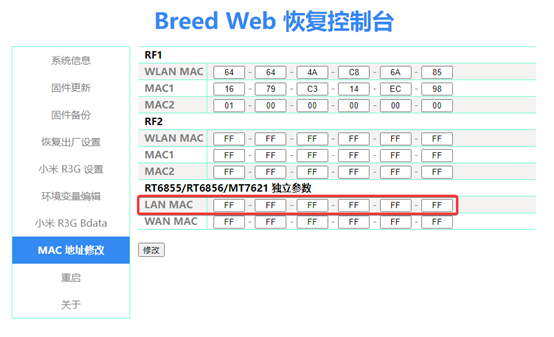 Breed Web 恢复控制台
系统信息
固件更新
固件备份
恢复出厂设置
小米 R3G 设置
环境变量编辑
小米 R3G Bdata
MAC 地址修改
重启
关于
RF1
WLAN MAC 64 - 64 - 4A - C8 - 6A - 85
MAC1 16 - 79 - C3 - 14 - EC - 98
MAC2 01 - 00 - 00 - 00 - 00 - 00
RF2
WLAN MAC FF - FF - FF - FF - FF - FF
MAC1 FF - FF - FF - FF - FF - FF
MAC2 FF - FF - FF - FF - FF - FF
RT6855/RT6856/MT7621 独立参数
LAN MAC FF - FF - FF - FF - FF - FF
WAN MAC FF - FF - FF - FF - FF - FF
修改